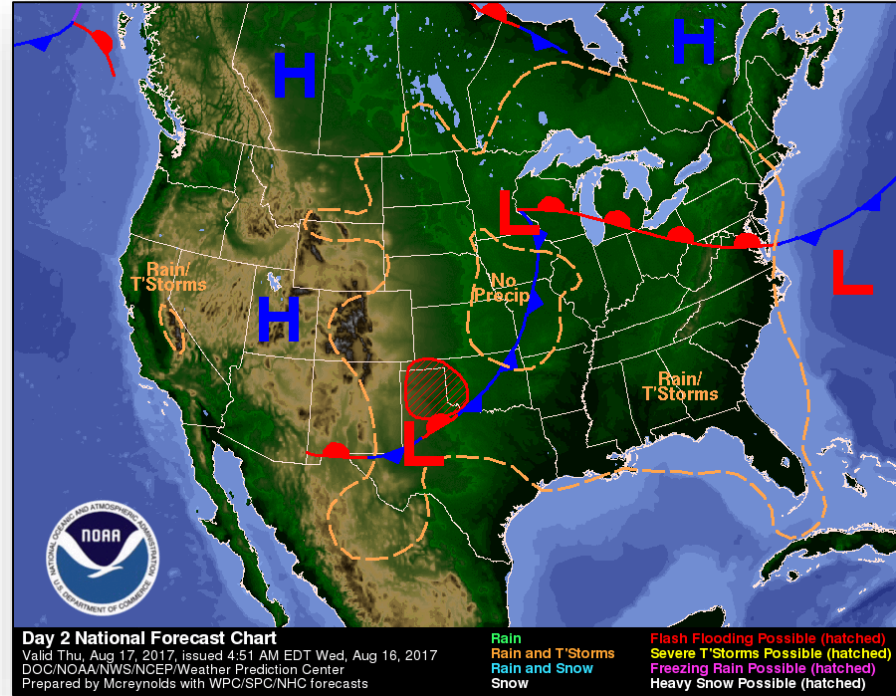 H
H
L
Rain/
T'Storms
No
Precip
L
H
Rain/
T'Storms
L
NATIONAL OCEANIC AND ATMOSPHERIC ADMINISTRATION
NOAA
U.S. DEPARTMENT OF COMMERCE
Day 2 National Forecast Chart
Valid Thu, Aug 17, 2017, issued 4:51 AM EDT Wed, Aug 16, 2017
DOC/NOAA/NWS/NCEP/Weather Prediction Center
Prepared by Mcreynolds with WPC/SPC/NHC forecasts
Rain
Rain and T'Storms
Rain and Snow
Snow
Flash Flooding Possible (hatched)
Severe T'Storms Possible (hatched)
Freezing Rain Possible (hatched)
Heavy Snow Possible (hatched)